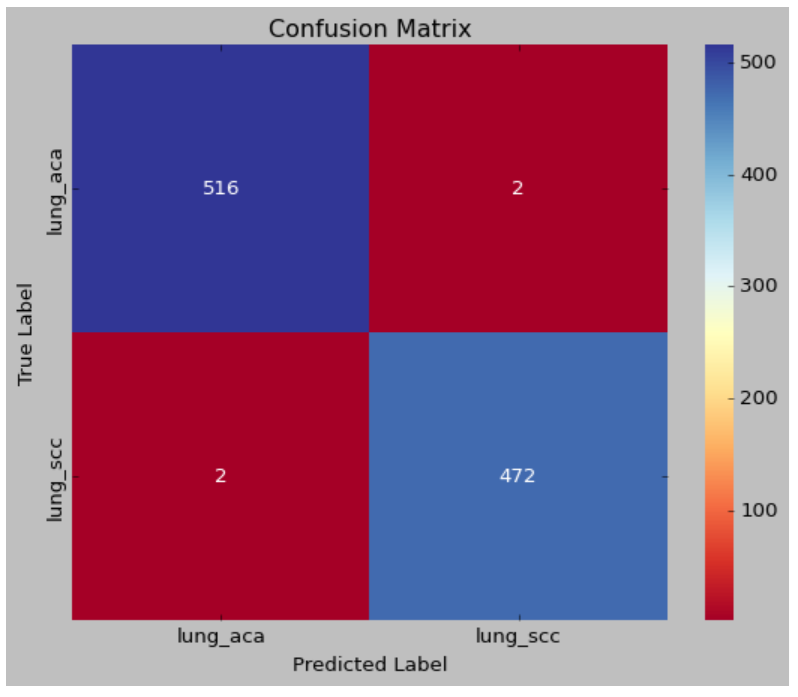 Confusion Matrix
lung_aca
516
2
lung_scc
2
472
True Label
lung_aca
lung_scc
Predicted Label
500
400
300
200
100